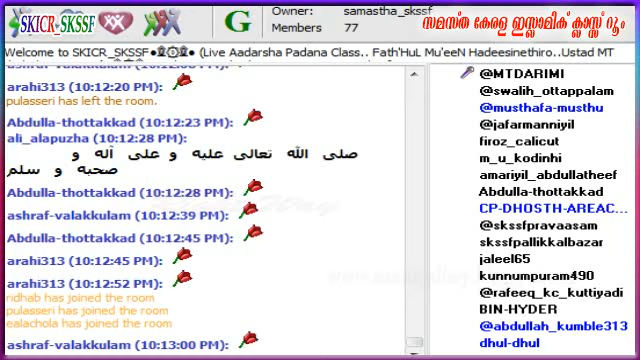 SKICR_SKSSF
G
Owner: samastha_skssf
Members 77
സമസ്ത കേരള ഇസ്ലാമിക് ക്ലാസ്സ് റൂം
Welcome to SKICR_SKSSF (Live Aadarsha Padana Class.. Fath'HuL Mu'eeN Hadeesinethiro..Ustad MT
arahi313 (10:12:20 PM):
pulasseri has left the room.
Abdulla-thottakkad (10:12:23 PM):
ali_alapuzha (10:12:28 PM):
صلى الله تعالى عليه و على آله و
صحبه و سلم
Abdulla-thottakkad (10:12:28 PM):
ashraf-valakkulam (10:12:39 PM):
Abdulla-thottakkad (10:12:45 PM):
arahi313 (10:12:45 PM):
arahi313 (10:12:52 PM):
ridhab has joined the room
pulasseri has joined the room
ealachola has joined the room
ashraf-valakkulam (10:13:00 PM):
@MTDARIMI
@swalih_ottappalam
@musthafa-musthu
@jafarmanniyil
firoz_calicut
m_u_kodinhi
amariyil_abdullatheef
Abdulla-thottakkad
CP-DHOSTH-AREAC...
@skssfpravaasam
skssfpallikkalbazar
jaleel65
kunnumpuram490
@rafeeq_kc_kuttiyadi
BIN-HYDER
@abdullah_kumble313
dhul-dhul